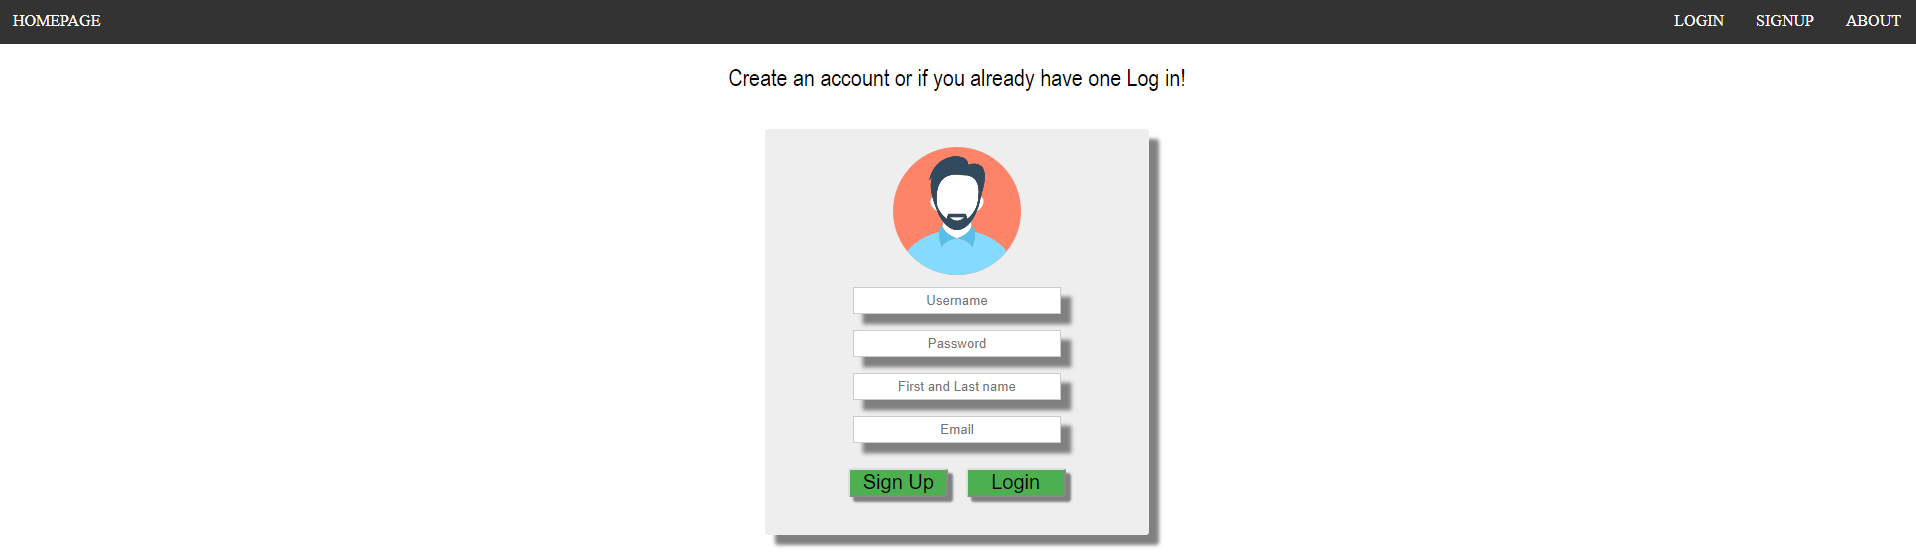 HOMEPAGE LOGIN SIGNUP ABOUT
Create an account or if you already have one Log in!
Username
Password
First and Last name
Email
Sign Up Login